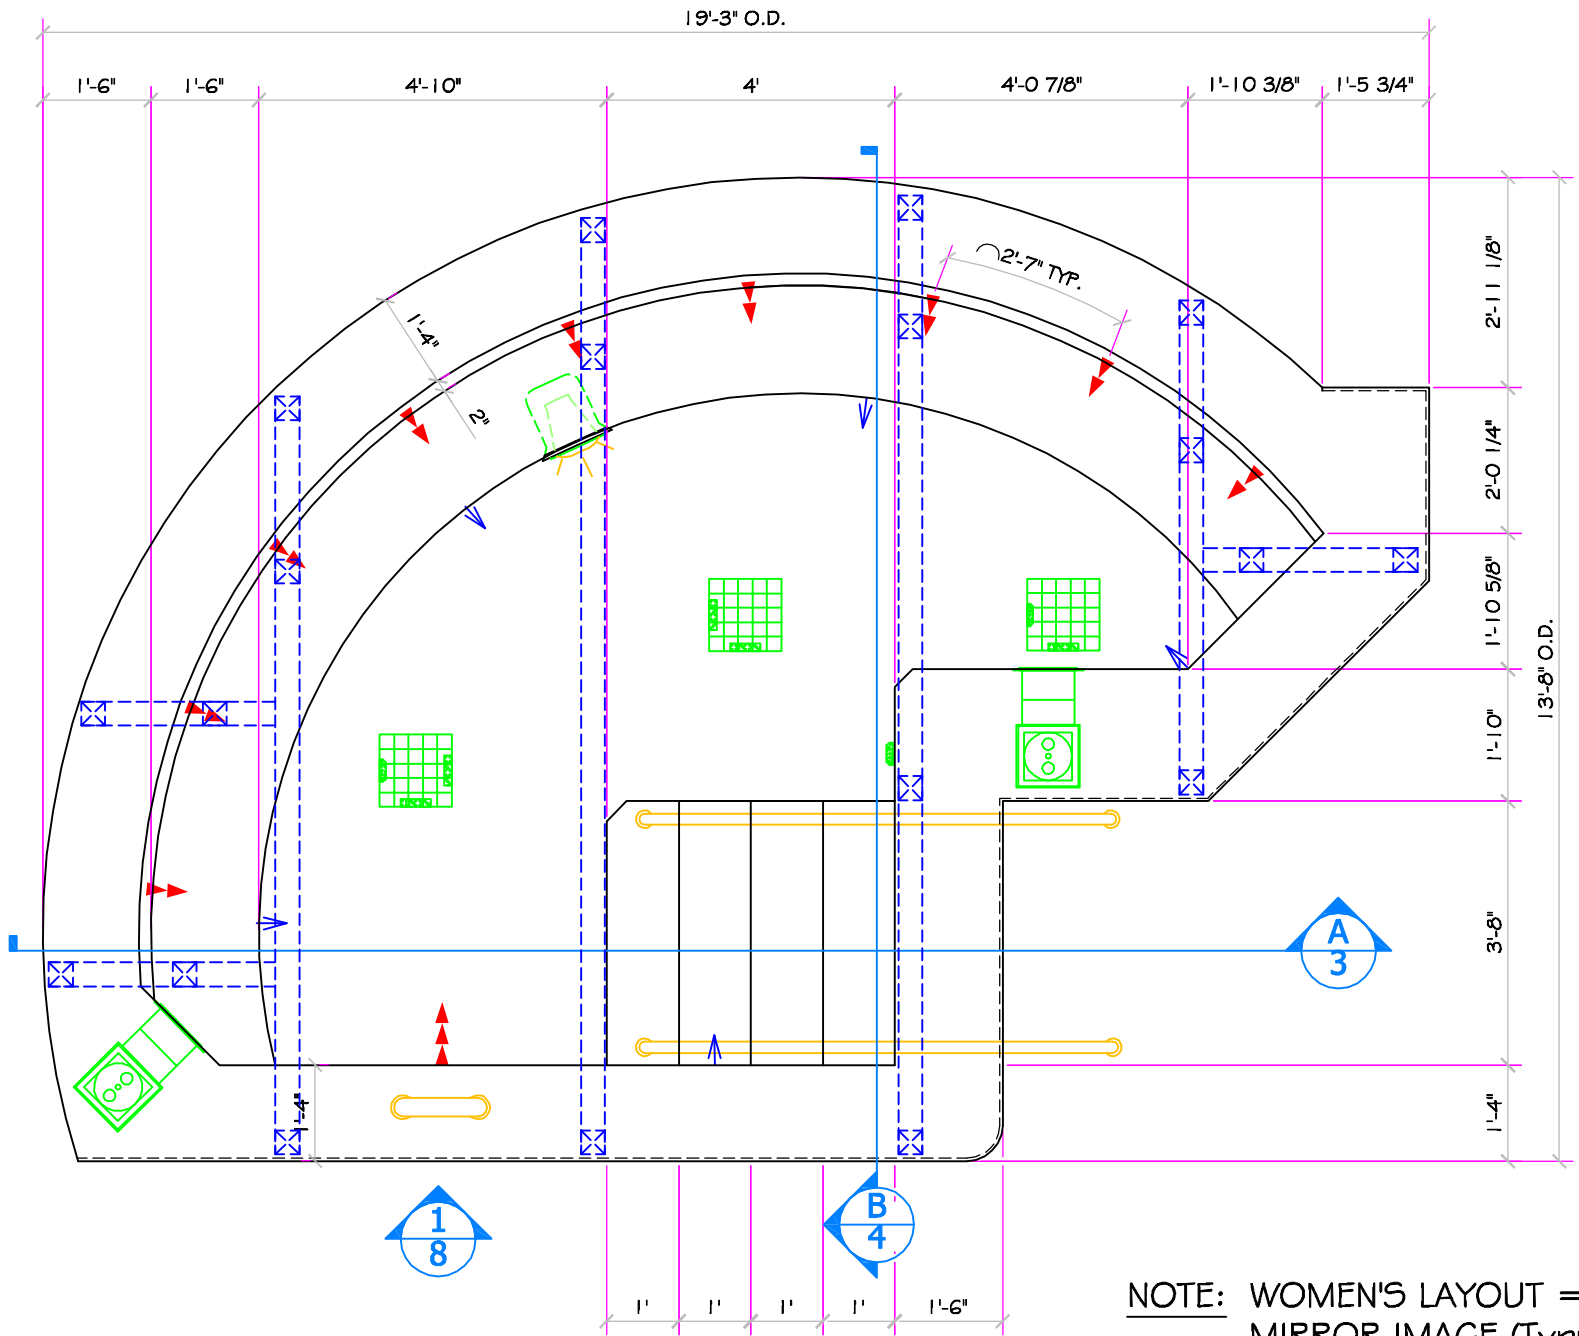 19'-3" O.D.
1'-6" 1'-6" 4'-10" 4' 4'-0 7/8" 1'-10 3/8" 1'-5 3/4"
2'-11 1/8"
2'-7" TYP.
1'-4"
2"
2'-0 1/4"
1'-10 5/8"
13'-8" O.D.
1'-10"
3'-8"
A
3
1'-4"
1'-4"
1
8
B
4
1' 1' 1' 1' 1'-6"
NOTE: WOMEN'S LAYOUT =
MIRROR IMAGE